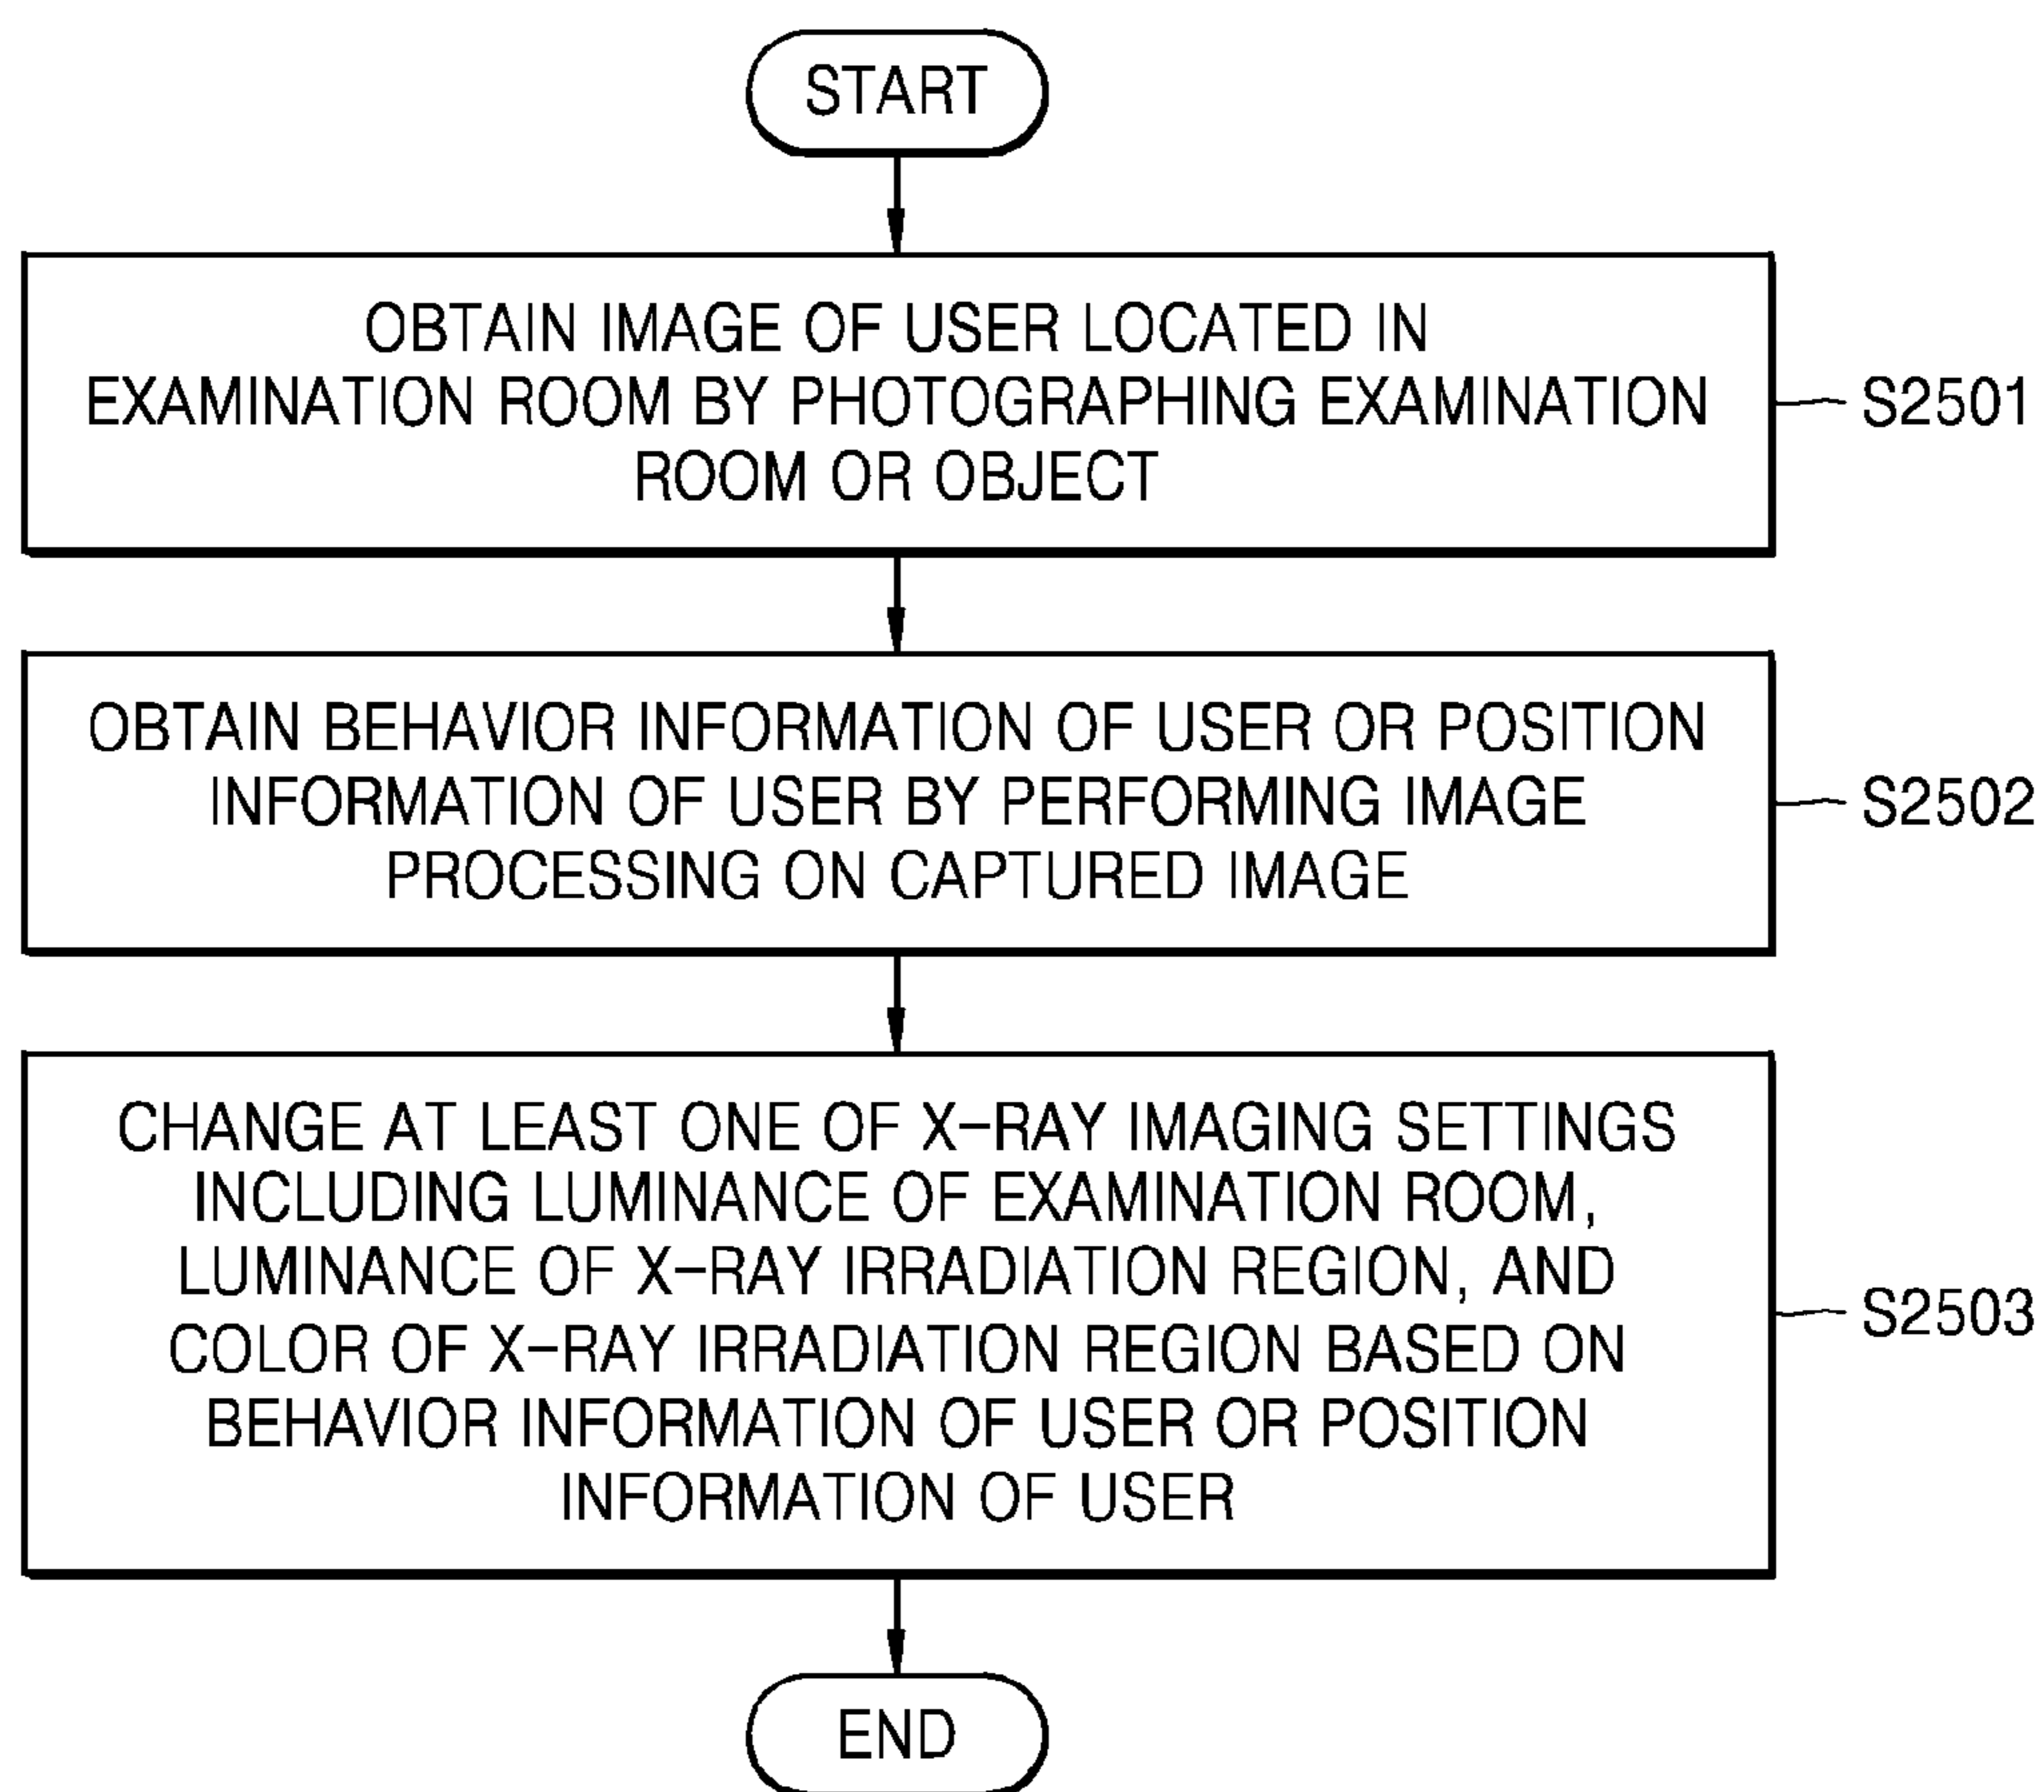 START
OBTAIN IMAGE OF USER LOCATED IN
EXAMINATION ROOM BY PHOTOGRAPHING EXAMINATION
ROOM OR OBJECT
S2501
OBTAIN BEHAVIOR INFORMATION OF USER OR POSITION
INFORMATION OF USER BY PERFORMING IMAGE
PROCESSING ON CAPTURED IMAGE
S2502
CHANGE AT LEAST ONE OF X-RAY IMAGING SETTINGS
INCLUDING LUMINANCE OF EXAMINATION ROOM,
LUMINANCE OF X-RAY IRRADIATION REGION, AND
COLOR OF X-RAY IRRADIATION REGION BASED ON
BEHAVIOR INFORMATION OF USER OR POSITION
INFORMATION OF USER
S2503
END